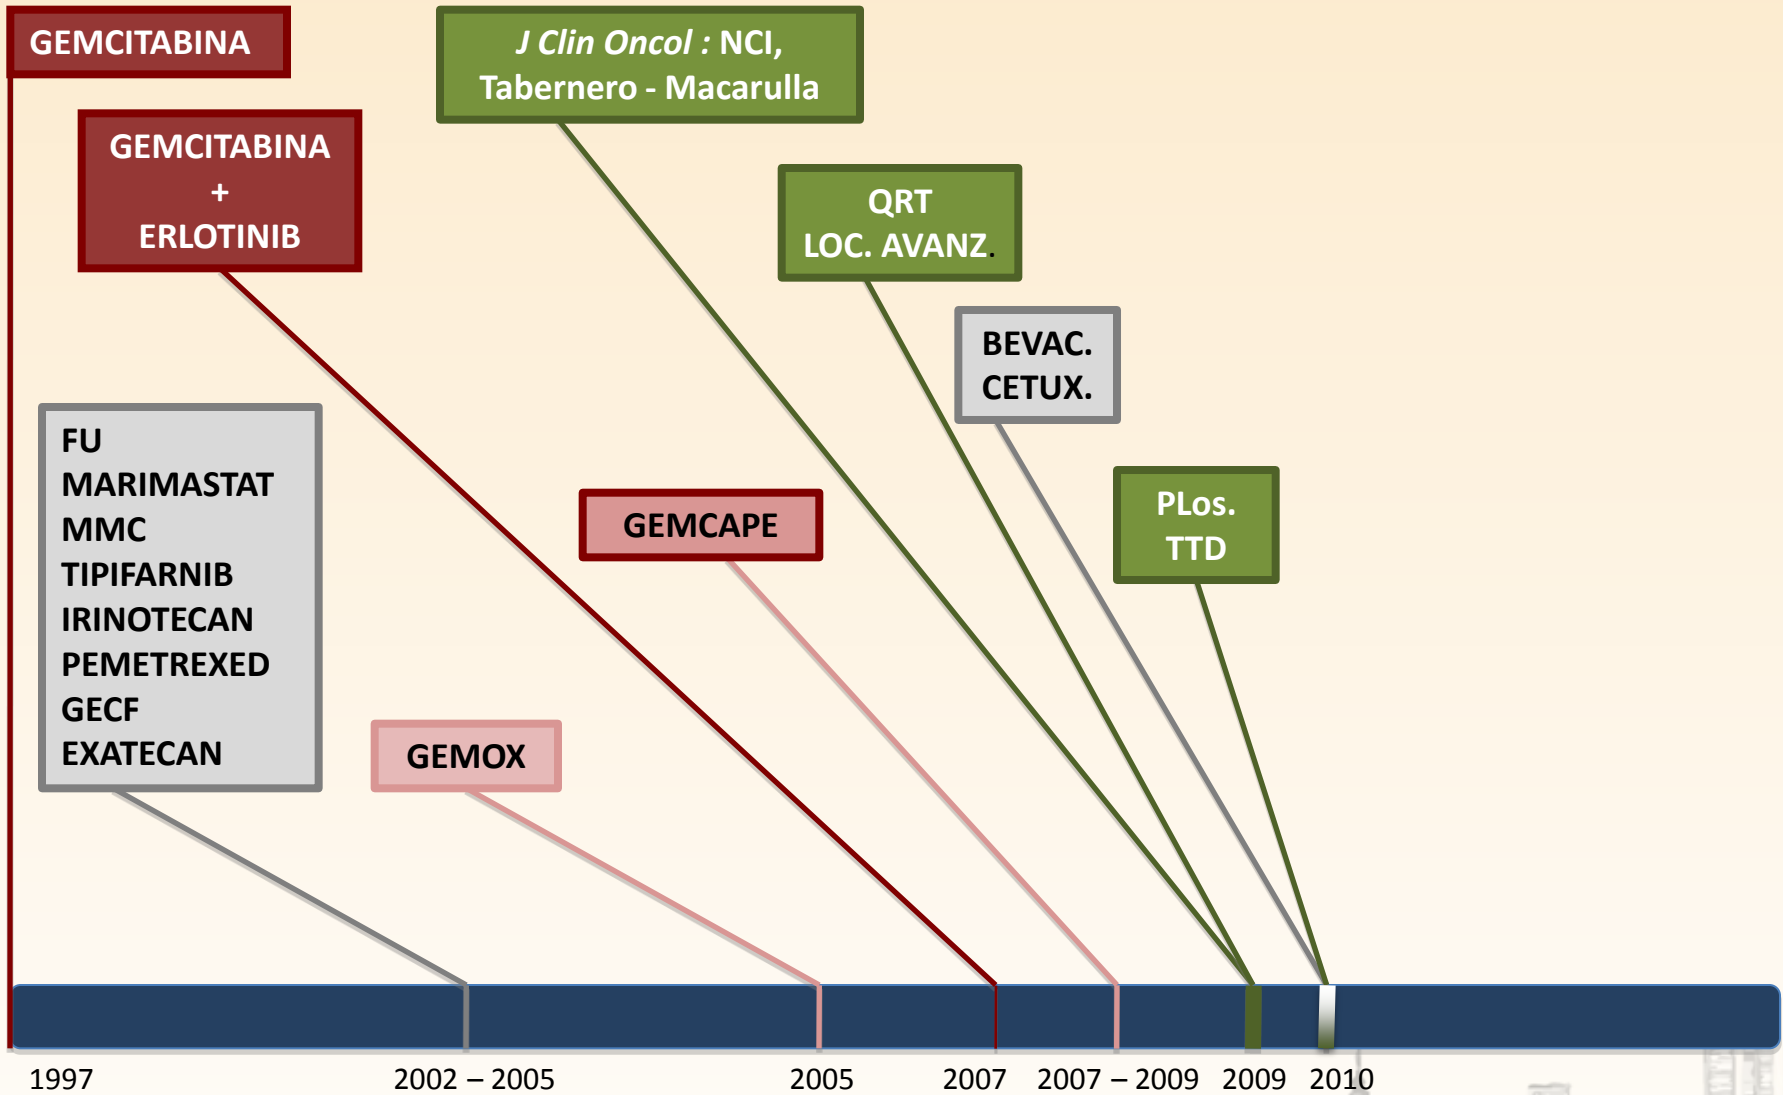 GEMCITABINA
J Clin Oncol : NCI,
Tabernero - Macarulla
GEMCITABINA
+
ERLOTINIB
QRT
LOC. AVANZ.
BEVAC.
CETUX.
FU
MARIMASTAT
MMC
TIPIFARNIB
IRINOTECAN
PEMETREXED
GECF
EXATECAN
GEMCAPE
PLos.
TTD
GEMOX
1997
2002 – 2005
2005
2007
2007 – 2009
2009
2010